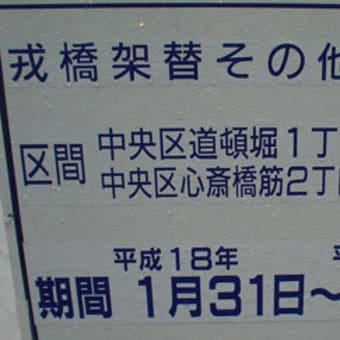 戎橋架替その他
区間 中央区道頓堀1丁
中央区心斎橋筋2丁
平成18年
期間 1月31日～